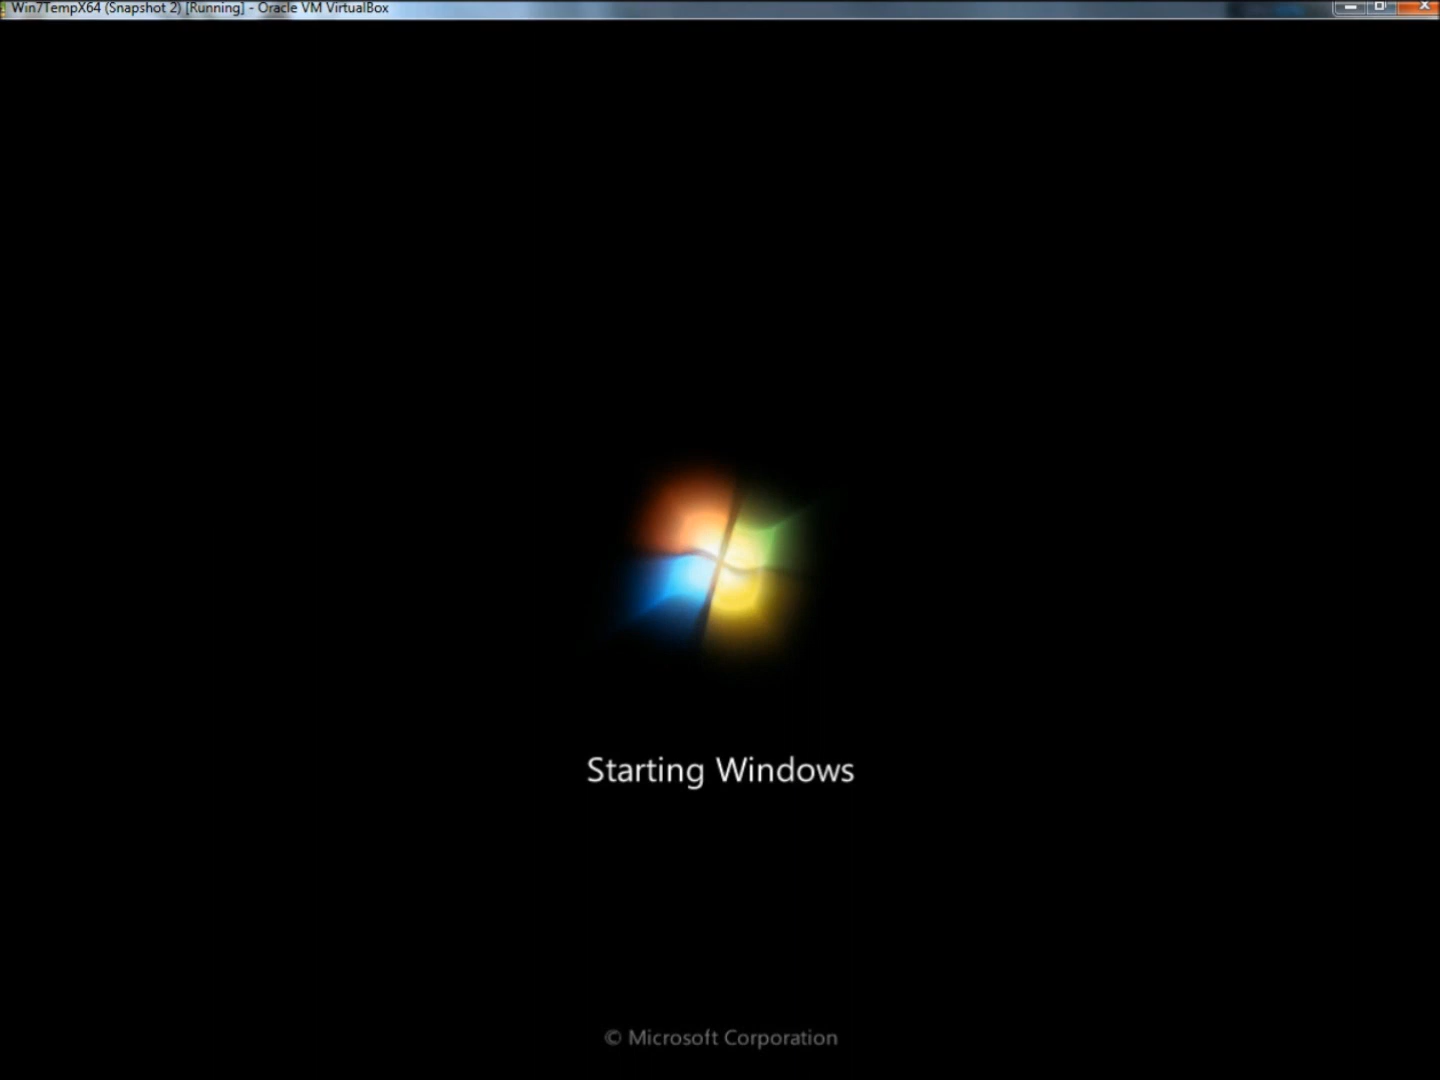 Win7TempX64 (Snapshot 2) [Running] - Oracle VM VirtualBox
Starting Windows
© Microsoft Corporation